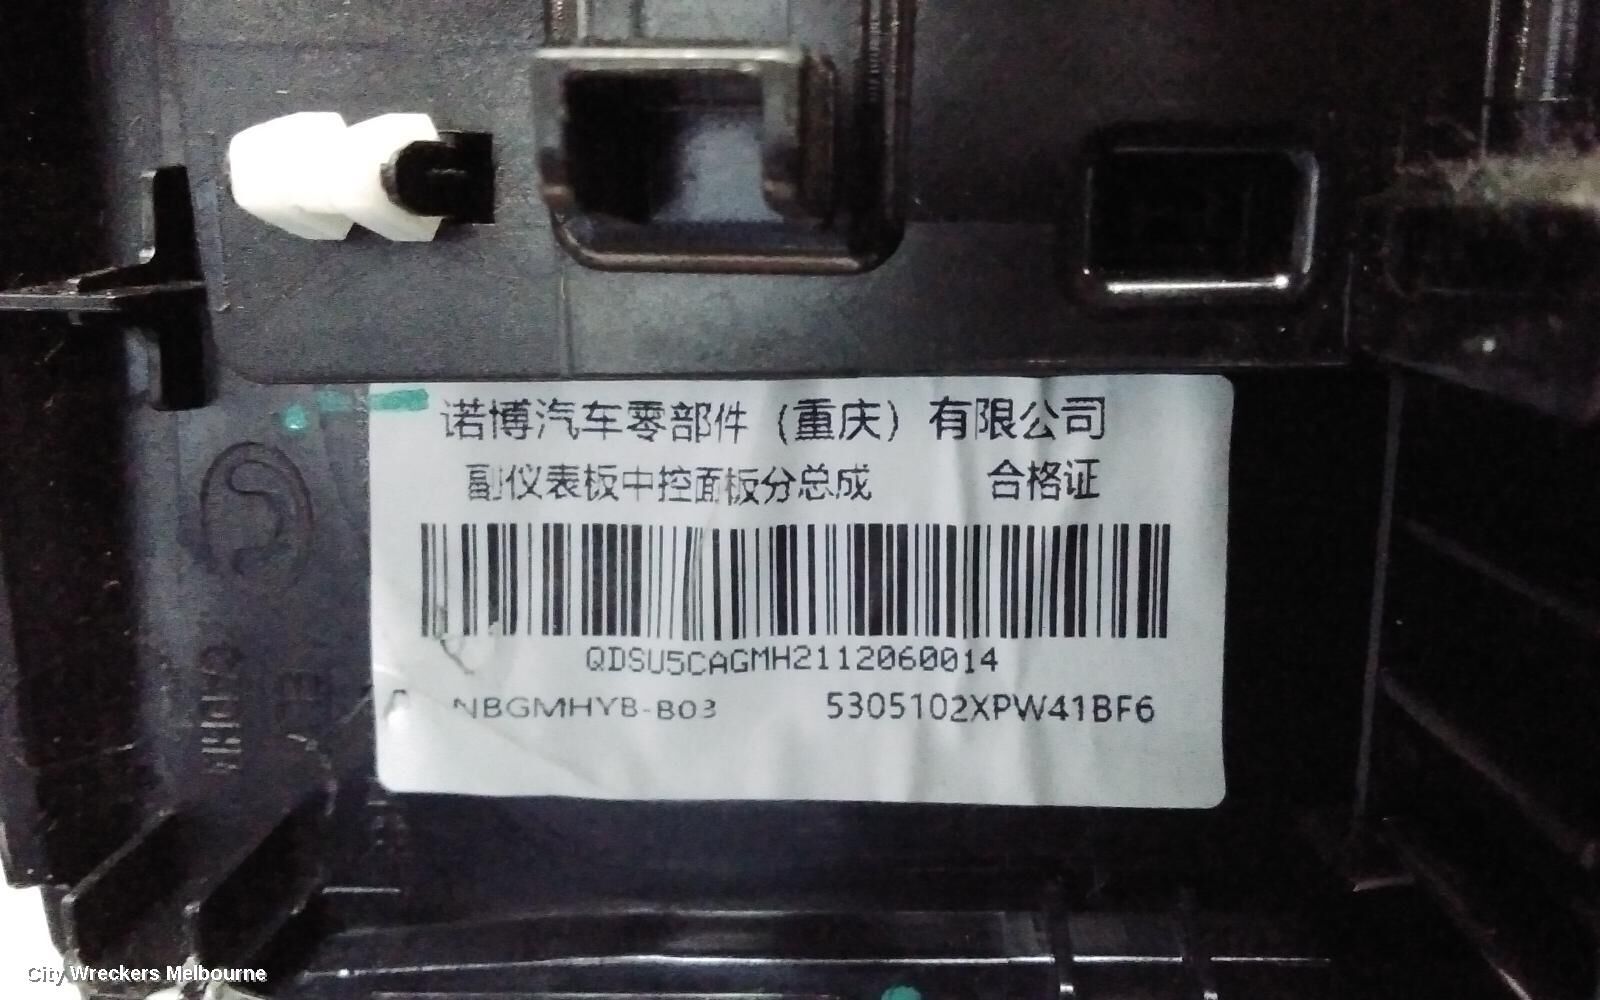 诺博汽车零部件（重庆）有限公司
副仪表板中控面板分总成 合格证
QDSU5CAGMH2112060014
NBGMHYB-B03 5305102XPW41BF6
City Wreckers Melbourne